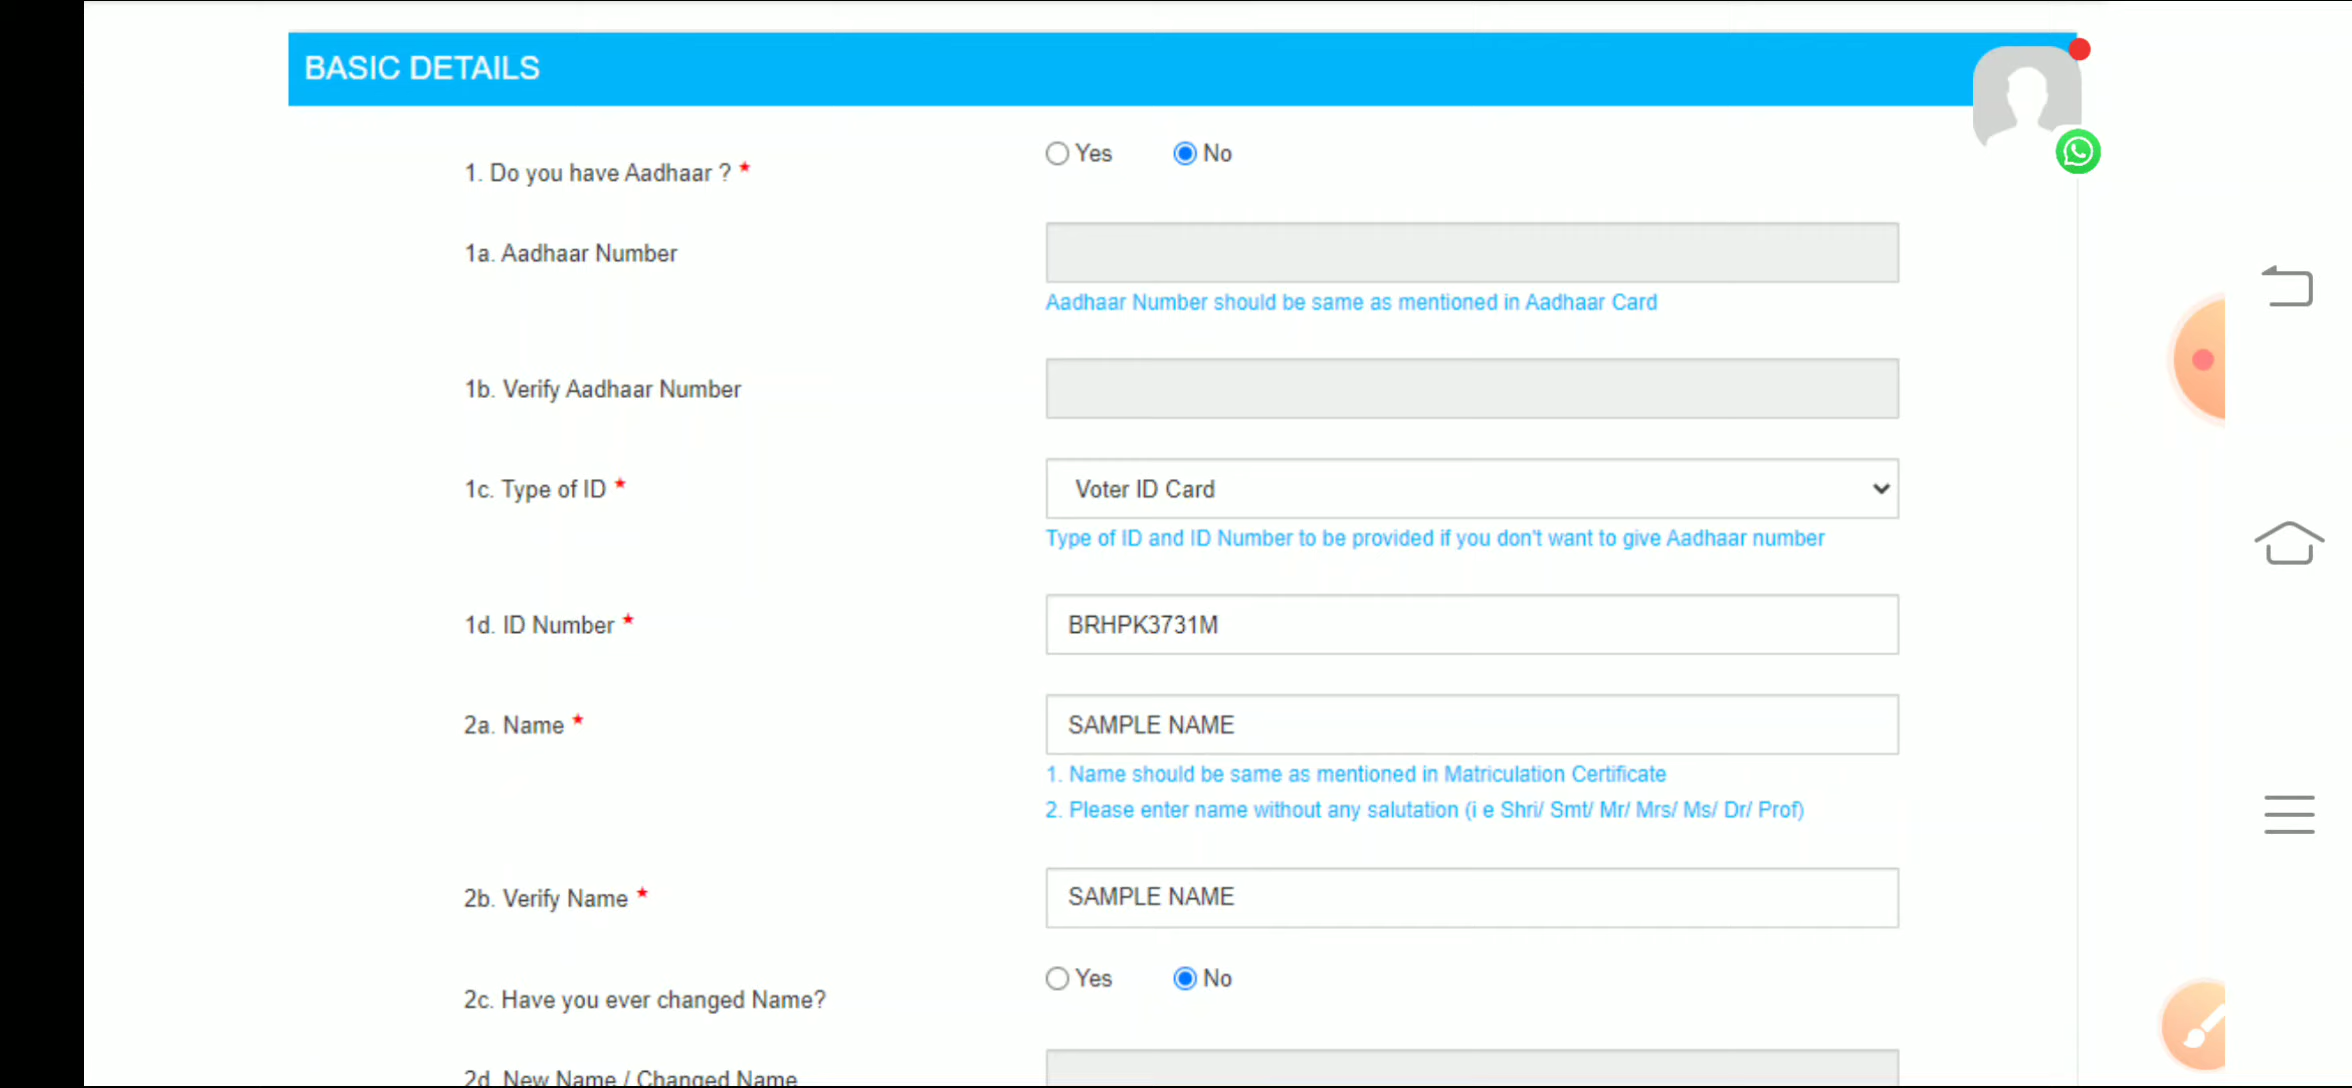 BASIC DETAILS
1. Do you have Aadhaar ? *
Yes No
1a. Aadhaar Number
Aadhaar Number should be same as mentioned in Aadhaar Card
1b. Verify Aadhaar Number
1c. Type of ID *
Voter ID Card
Type of ID and ID Number to be provided if you don't want to give Aadhaar number
1d. ID Number *
BRHPK3731M
2a. Name *
SAMPLE NAME
1. Name should be same as mentioned in Matriculation Certificate
2. Please enter name without any salutation (i e Shri/ Smt/ Mr/ Mrs/ Ms/ Dr/ Prof)
2b. Verify Name *
SAMPLE NAME
2c. Have you ever changed Name?
Yes No
2d. New Name / Changed Name